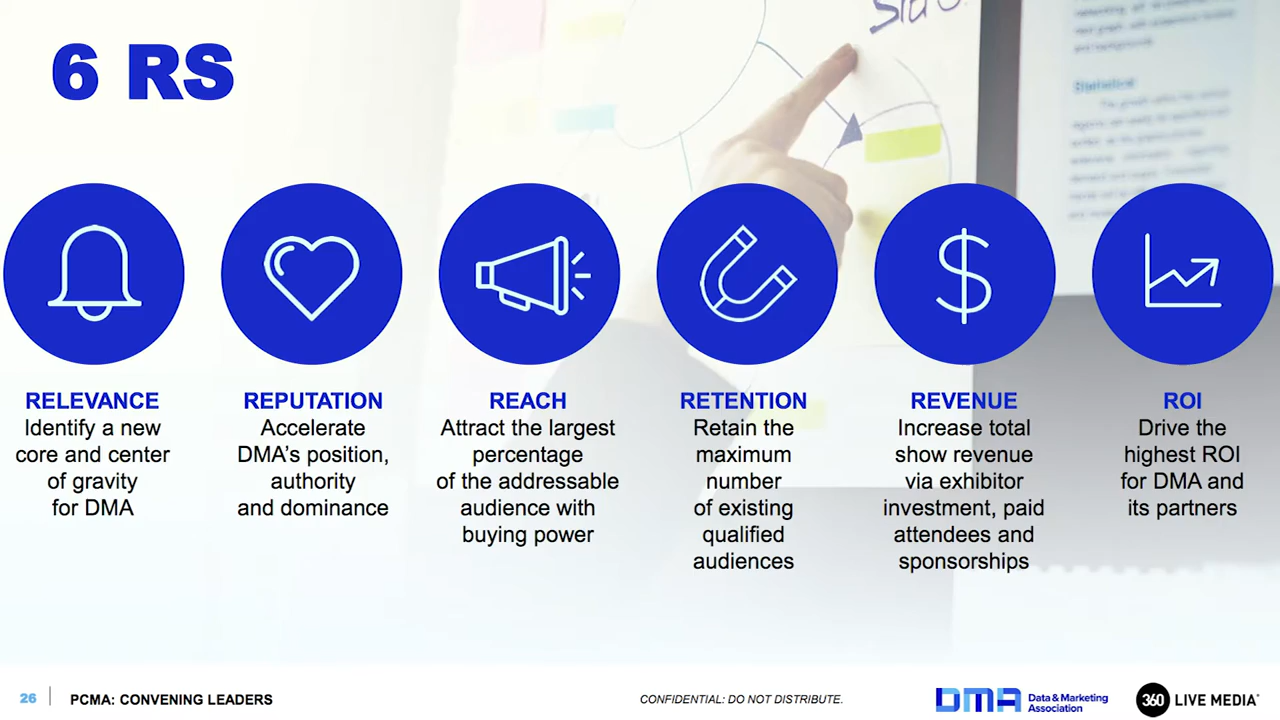 6 RS
Statistical
RELEVANCE
Identify a new
core and center
of gravity
for DMA
REPUTATION
Accelerate
DMA's position,
authority
and dominance
REACH
Attract the largest
percentage
of the addressable
audience with
buying power
RETENTION
Retain the
maximum
number
of existing
qualified
audiences
REVENUE
Increase total
show revenue
via exhibitor
investment, paid
attendees and
sponsorships
ROI
Drive the
highest ROI
for DMA and
its partners
26
PCMA: CONVENING LEADERS
CONFIDENTIAL: DO NOT DISTRIBUTE.
DMA
Data & Marketing
Association
360 LIVE MEDIA